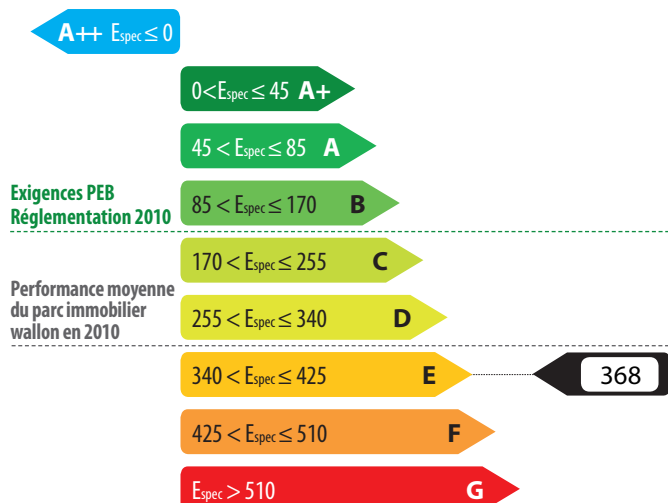 A++ Espec ≤ 0
0<Espec ≤ 45 A+
45 < Espec ≤ 85 A
Exigences PEB
Réglementation 2010
85 < Espec ≤ 170 B
170 < Espec ≤ 255 C
Performance moyenne
du parc immobilier
wallon en 2010
255 < Espec ≤ 340 D
340 < Espec ≤ 425 E
368
425 < Espec ≤ 510 F
Espec > 510 G